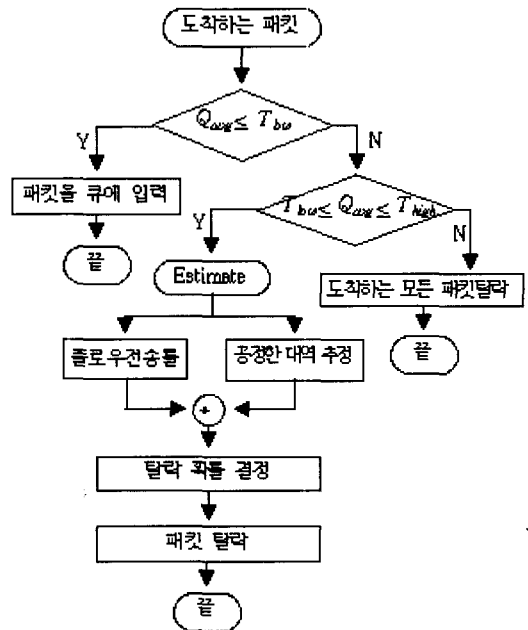 도착하는 패킷
Q_avg ≤ T_low
Y
N
패킷을 큐에 입력
T_low ≤ Q_avg ≤ T_high
Y
N
끝
Estimate
도착하는 모든 패킷탈락
플로우전송률
공정한 대역 추정
끝
+
탈락 확률 결정
패킷 탈락
끝